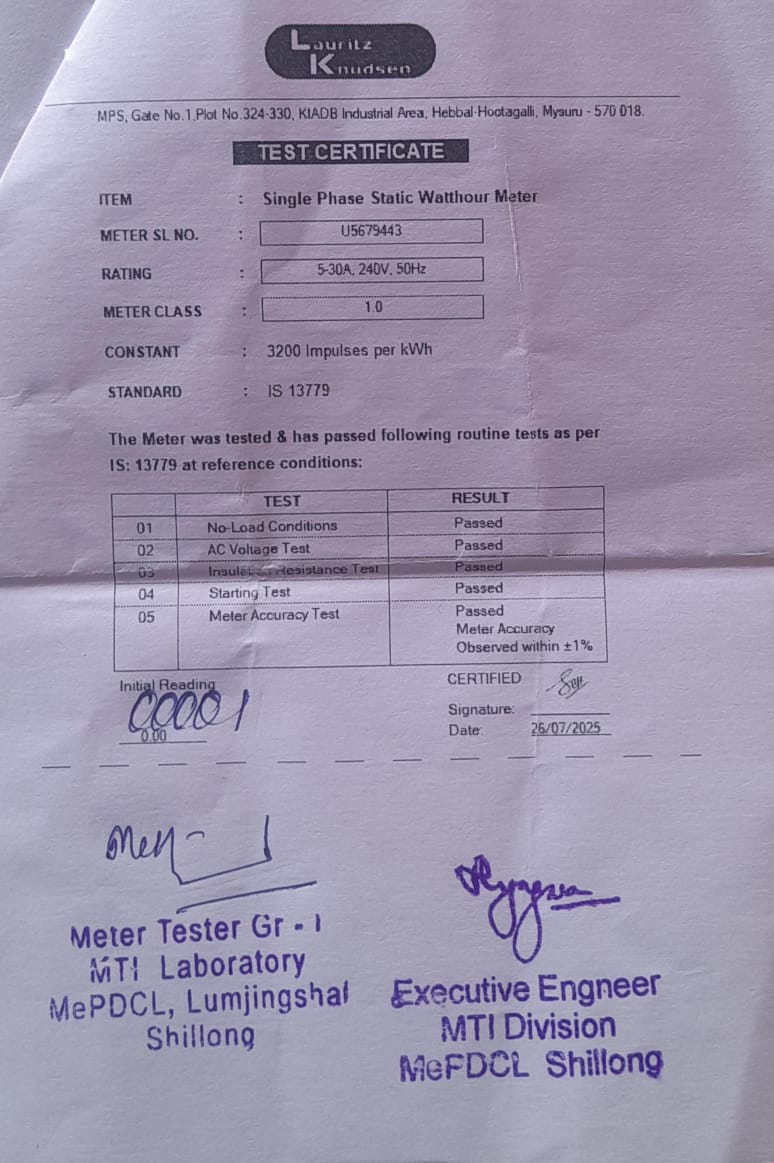 Lauritz
Knudsen
MPS, Gate No.1,Plot No.324-330, KIADB Industrial Area, Hebbal-Hootagalli, Mysuru - 570 018.
TEST CERTIFICATE
ITEM : Single Phase Static Watthour Meter
METER SL NO. : U5679443
RATING : 5-30A, 240V, 50Hz
METER CLASS : 1.0
CONSTANT : 3200 Impulses per kWh
STANDARD : IS 13779
The Meter was tested & has passed following routine tests as per
IS: 13779 at reference conditions:
TEST RESULT
01 No-Load Conditions Passed
02 AC Voltage Test Passed
03 Insulation Resistance Test Passed
04 Starting Test Passed
05 Meter Accuracy Test Passed
Meter Accuracy
Observed within ±1%
Initial Reading
00001
0.00
CERTIFIED
Signature:
Date: 26/07/2025
Meter Tester Gr - I
MTI Laboratory
MePDCL, Lumjingshai
Shillong
Executive Engneer
MTI Division
MePDCL Shillong